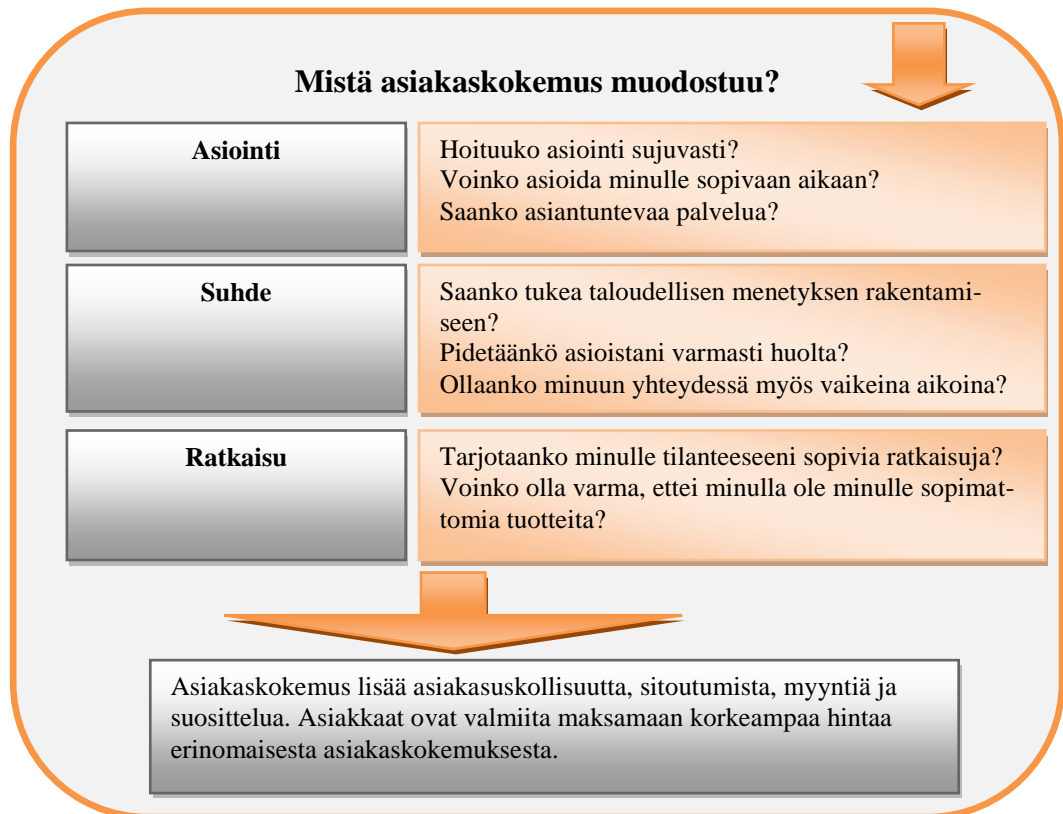 Mistä asiakaskokemus muodostuu?
Asiointi
Hoituuko asiointi sujuvasti?
Voinko asioida minulle sopivaan aikaan?
Saanko asiantuntevaa palvelua?
Suhde
Saanko tukea taloudellisen menetyksen rakentami-
seen?
Pidetäänkö asioistani varmasti huolta?
Ollaanko minuun yhteydessä myös vaikeina aikoina?
Ratkaisu
Tarjotaanko minulle tilanteeseeni sopivia ratkaisuja?
Voinko olla varma, ettei minulla ole minulle sopimat-
tomia tuotteita?
Asiakaskokemus lisää asiakasuskollisuutta, sitoutumista, myyntiä ja
suosittelua. Asiakkaat ovat valmiita maksamaan korkeampaa hintaa
erinomaisesta asiakaskokemuksesta.